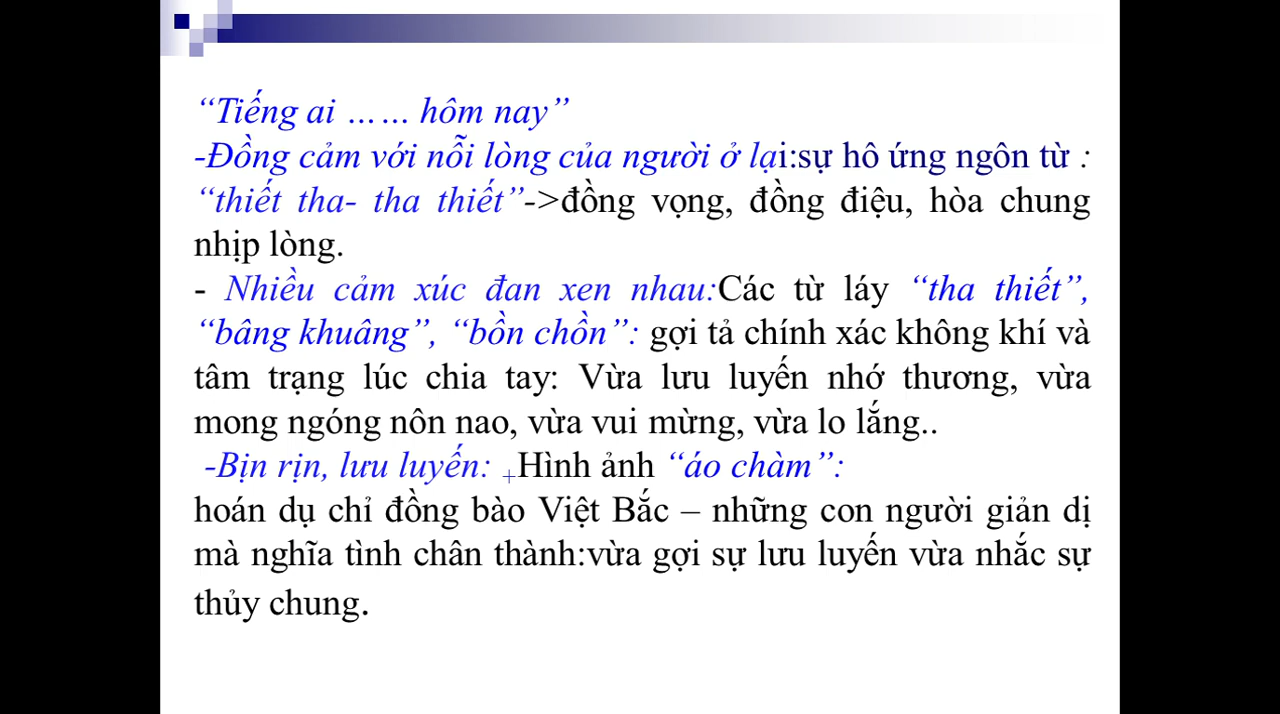 “Tiếng ai …… hôm nay”
-Đồng cảm với nỗi lòng của người ở lại:sự hô ứng ngôn từ :
“thiết tha- tha thiết”->đồng vọng, đồng điệu, hòa chung
nhịp lòng.
- Nhiều cảm xúc đan xen nhau:Các từ láy “tha thiết”,
“bâng khuâng”, “bồn chồn”: gợi tả chính xác không khí và
tâm trạng lúc chia tay: Vừa lưu luyến nhớ thương, vừa
mong ngóng nôn nao, vừa vui mừng, vừa lo lắng..
-Bịn rịn, lưu luyến: +Hình ảnh “áo chàm”:
hoán dụ chỉ đồng bào Việt Bắc – những con người giản dị
mà nghĩa tình chân thành:vừa gợi sự lưu luyến vừa nhắc sự
thủy chung.